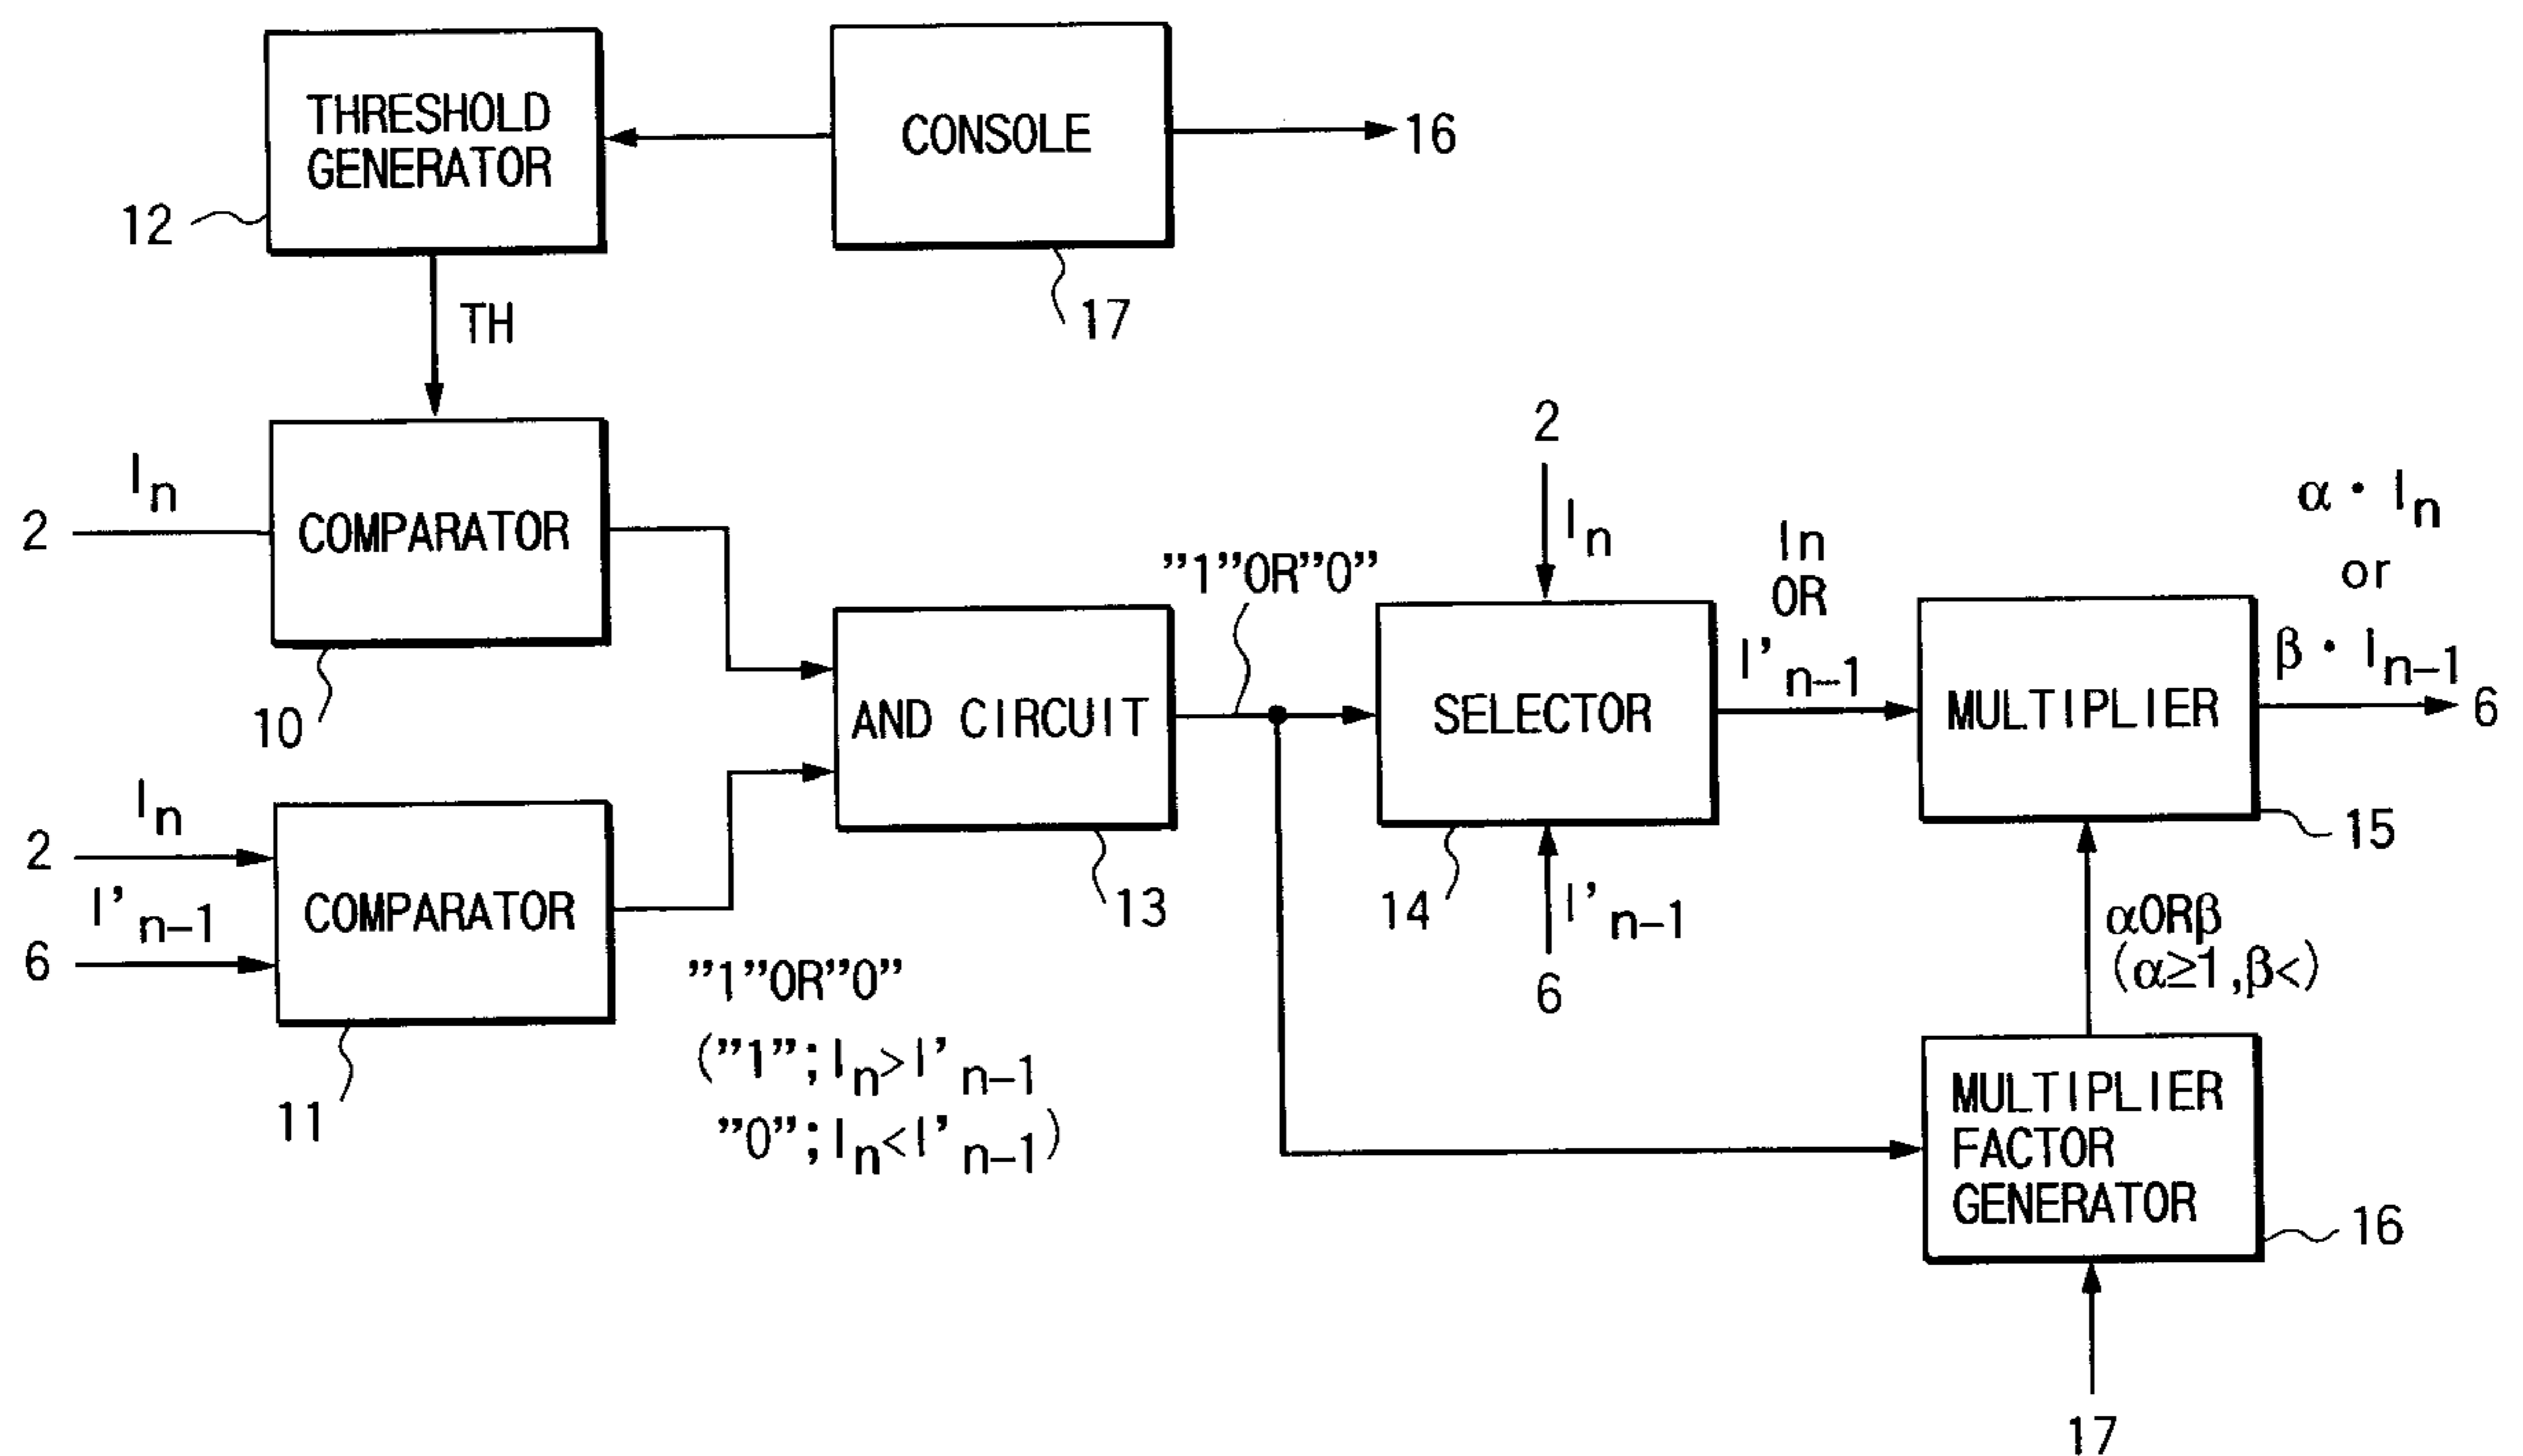 THRESHOLD
GENERATOR
12
CONSOLE
16
17
TH
2
Iₙ
COMPARATOR
10
2
Iₙ
I'ₙ₋₁
6
COMPARATOR
11
"1"OR"0"
("1";Iₙ>I'ₙ₋₁
"0";Iₙ<I'ₙ₋₁)
AND CIRCUIT
13
"1"OR"0"
2
Iₙ
SELECTOR
14
I'ₙ₋₁
6
In
OR
I'ₙ₋₁
MULTIPLIER
15
α・Iₙ
or
β・Iₙ₋₁
6
αORβ
(α≥1,β<)
MULTIPLIER
FACTOR
GENERATOR
16
17